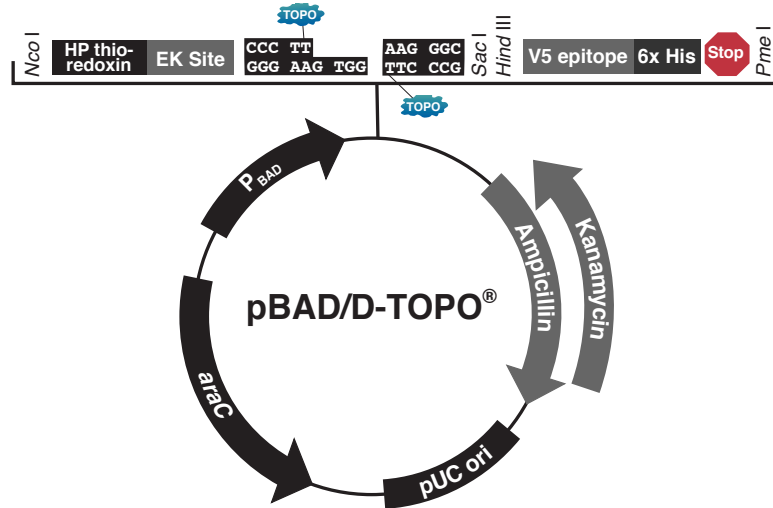 TOPO
Nco I
HP thio-
redoxin
EK Site
CCC TT
GGG AAG TGG
AAG GGC
TTC CCG
Sac I
Hind III
V5 epitope
6x His
Stop
Pme I
TOPO
PBAD
Ampicillin
Kanamycin
pBAD/D-TOPO®
araC
pUC ori